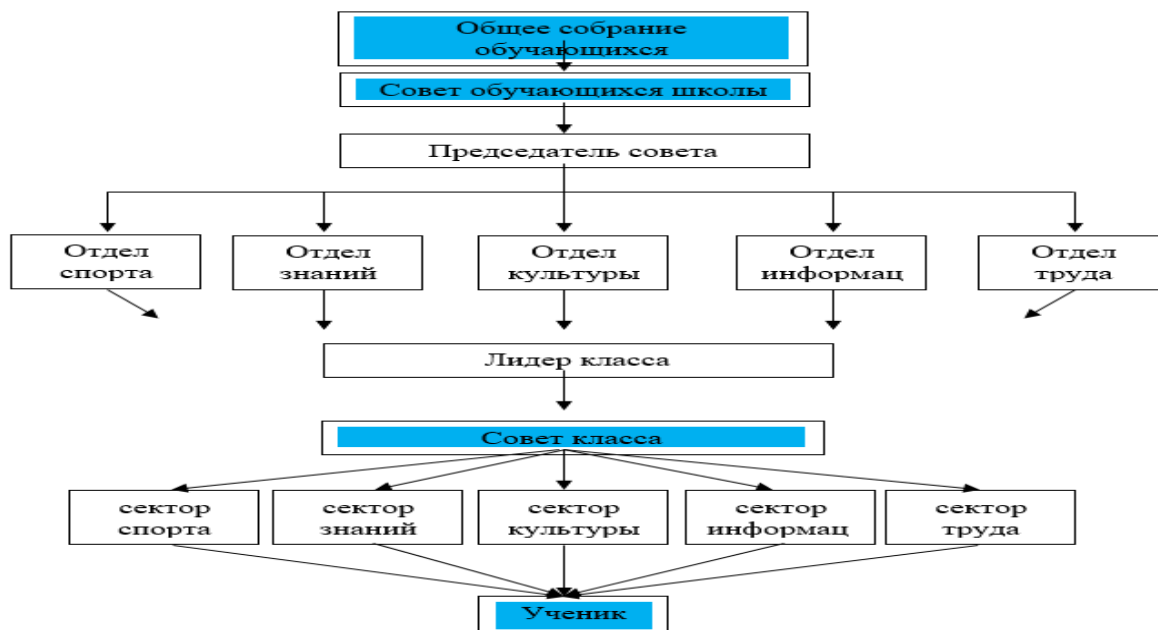 Общее собрание
обучающихся
Совет обучающихся школы
Председатель совета
Отдел
спорта
Отдел
знаний
Отдел
культуры
Отдел
информац
Отдел
труда
Лидер класса
Совет класса
сектор
спорта
сектор
знаний
сектор
культуры
сектор
информац
сектор
труда
Ученик